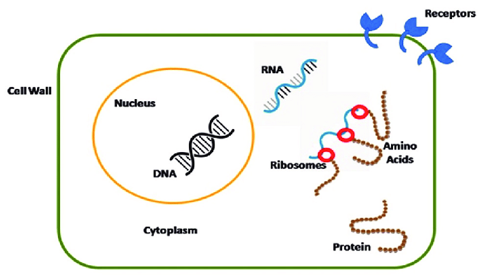 Receptors
RNA
Cell Wall
Nucleus
Amino
Acids
Ribosomes
DNA
Cytoplasm
Protein